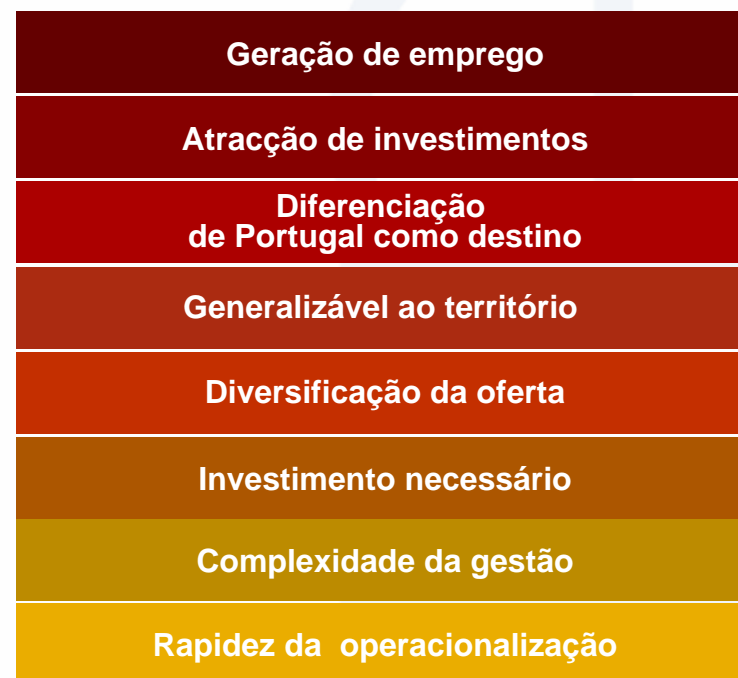 Geração de emprego
Atracção de investimentos
Diferenciação
de Portugal como destino
Generalizável ao território
Diversificação da oferta
Investimento necessário
Complexidade da gestão
Rapidez da  operacionalização